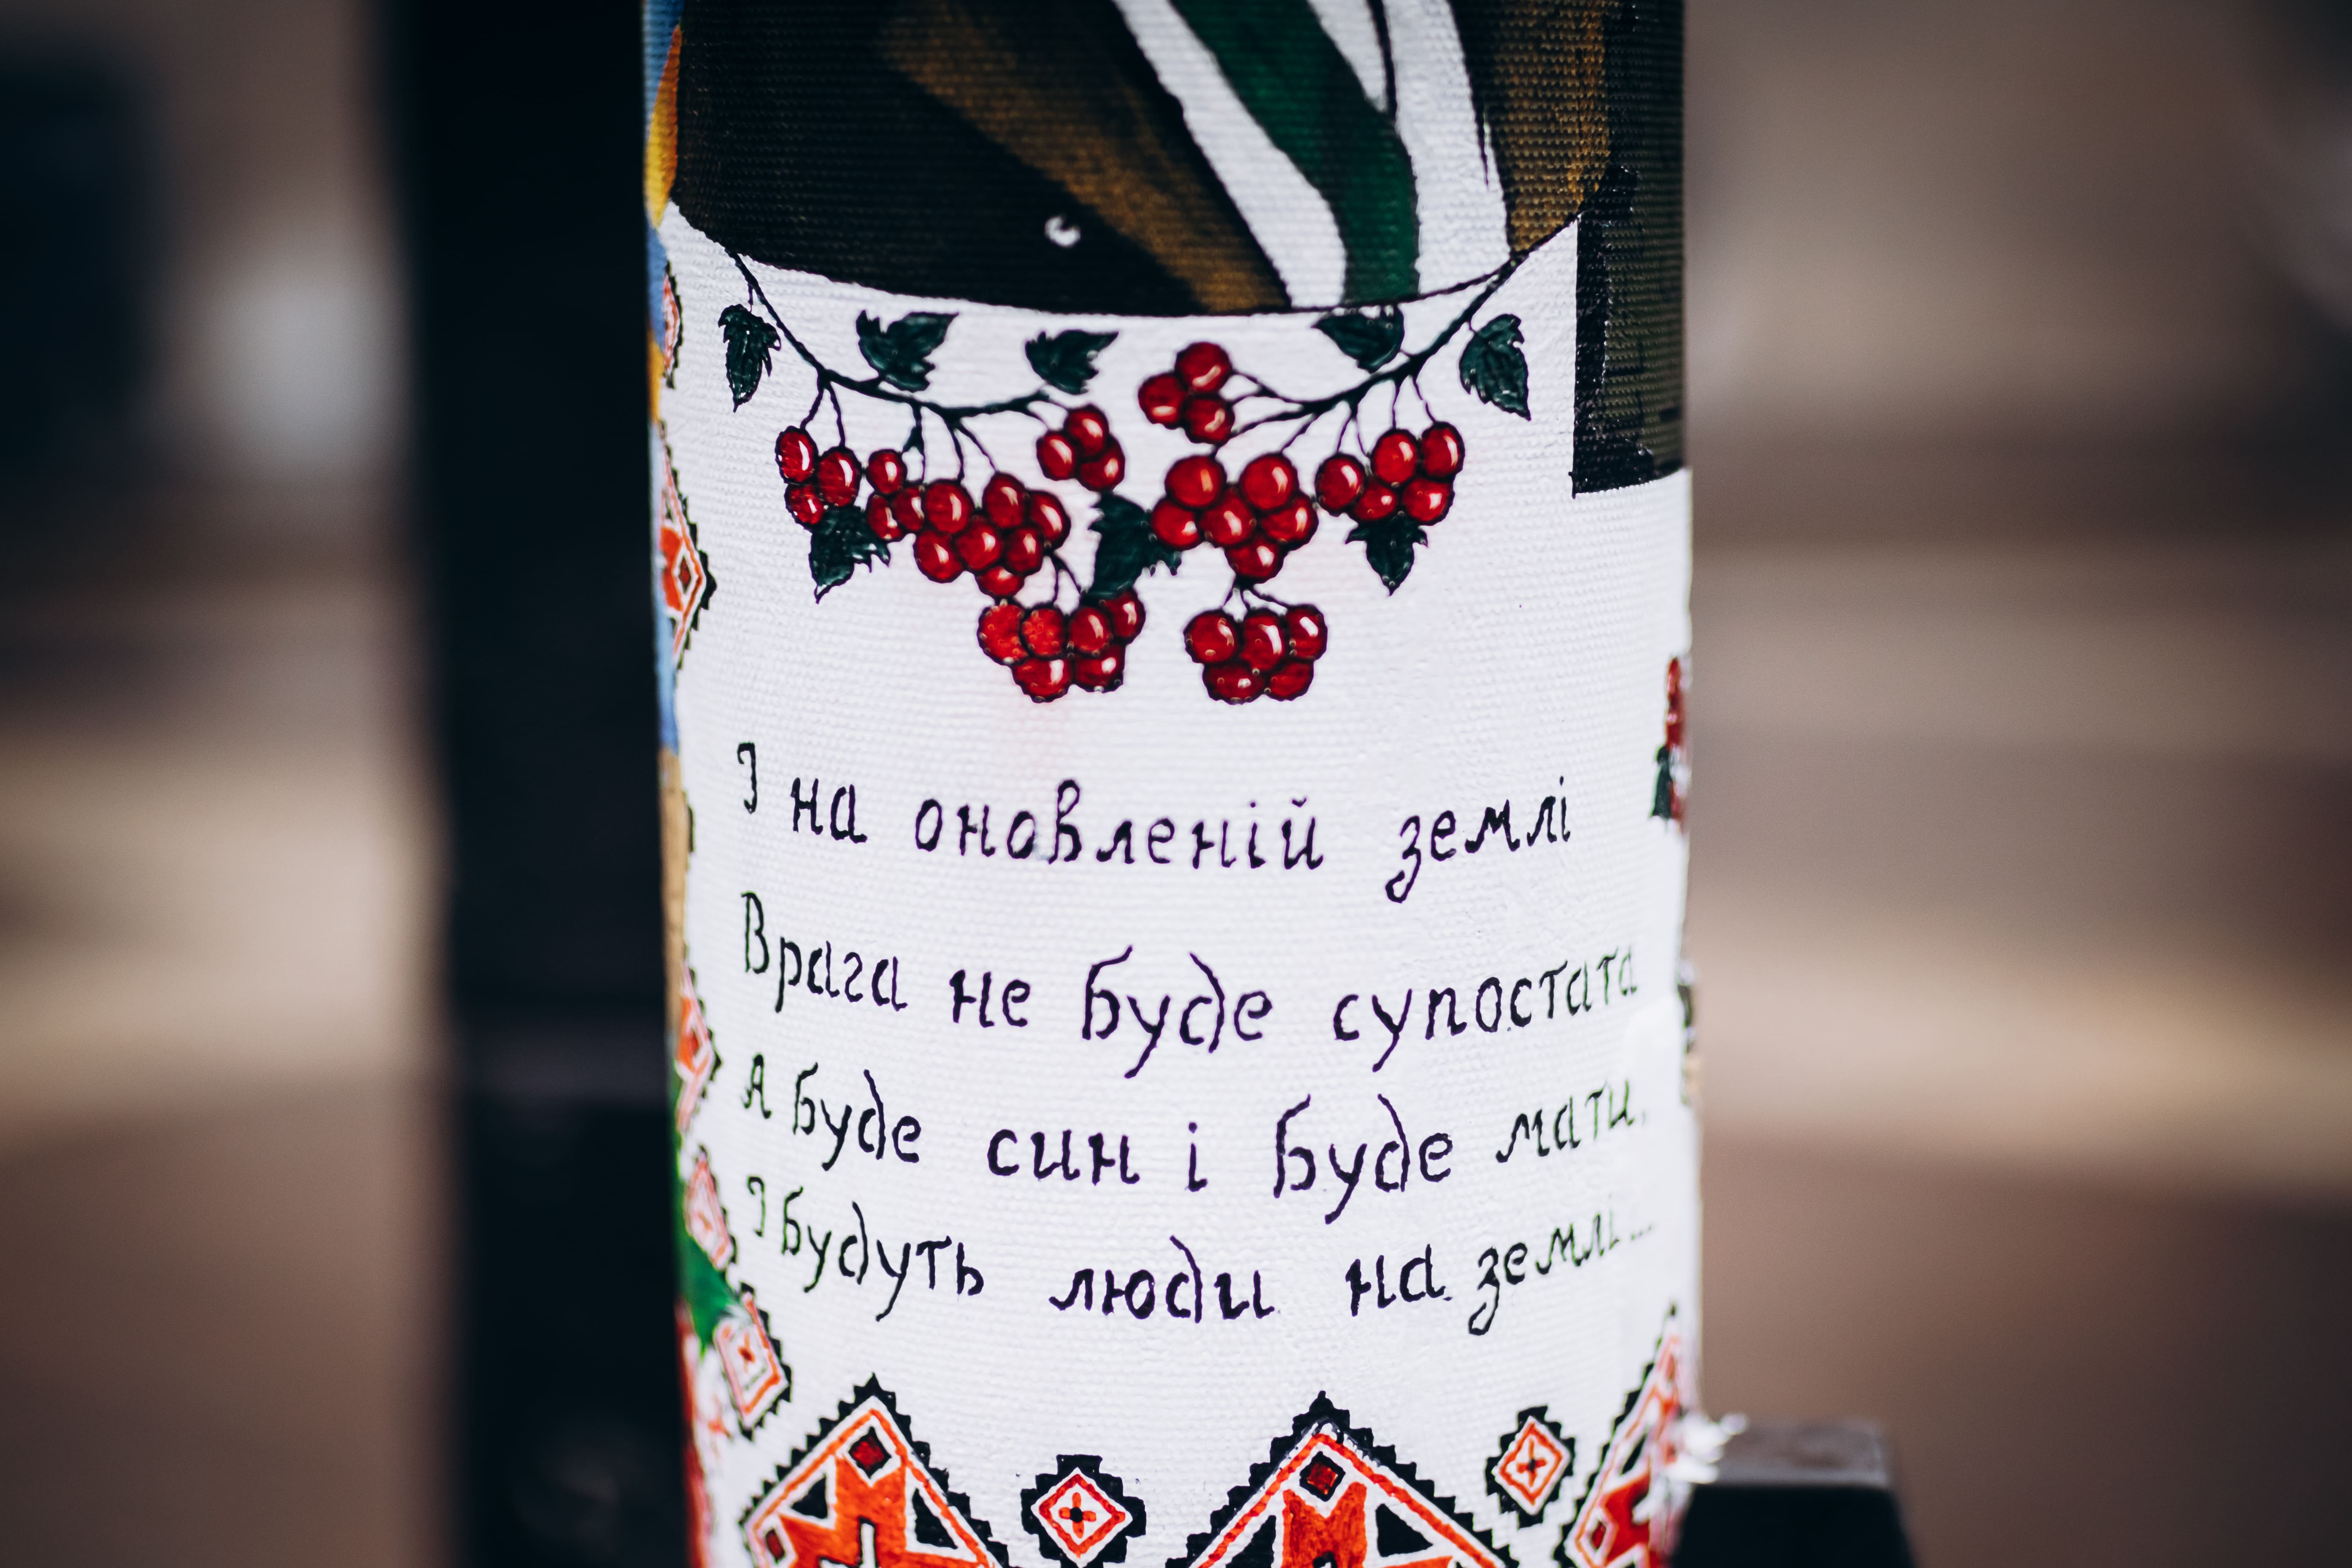 І на оновленій землі
Врага не буде супостата
А буде син і буде мати.
І будуть люди на землі...